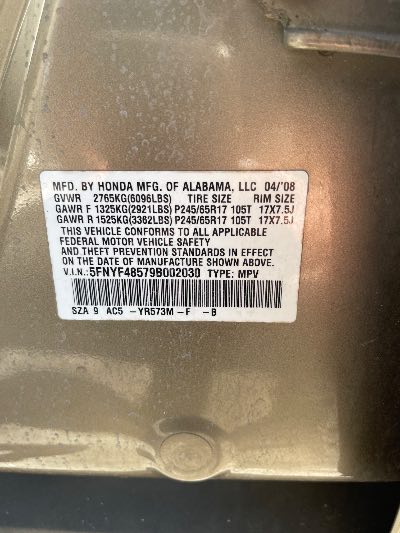 MFD. BY HONDA MFG. OF ALABAMA, LLC 04/'08
GVWR 2765KG(6096LBS) TIRE SIZE RIM SIZE
GAWR F 1325KG(2921LBS) P245/65R17 105T 17X7.5J
GAWR R 1525KG(3362LBS) P245/65R17 105T 17X7.5J
THIS VEHICLE CONFORMS TO ALL APPLICABLE
FEDERAL MOTOR VEHICLE SAFETY
AND THEFT PREVENTION STANDARDS IN EFFECT
ON THE DATE OF MANUFACTURE SHOWN ABOVE.
V.I.N.: 5FNYF48579B002030 TYPE: MPV
SZA 9 AC5 -YR573M -F -B